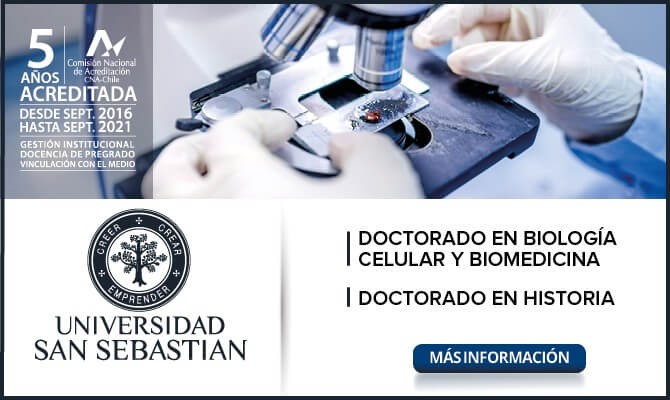 5
AÑOS
ACREDITADA
Comisión Nacional
de Acreditación
CNA-Chile
DESDE SEPT. 2016
HASTA SEPT. 2021
GESTIÓN INSTITUCIONAL
DOCENCIA DE PREGRADO
VINCULACIÓN CON EL MEDIO
CREER CREAR
EMPRENDER
UNIVERSIDAD
SAN SEBASTIAN
DOCTORADO EN BIOLOGÍA
CELULAR Y BIOMEDICINA
DOCTORADO EN HISTORIA
MÁS INFORMACIÓN